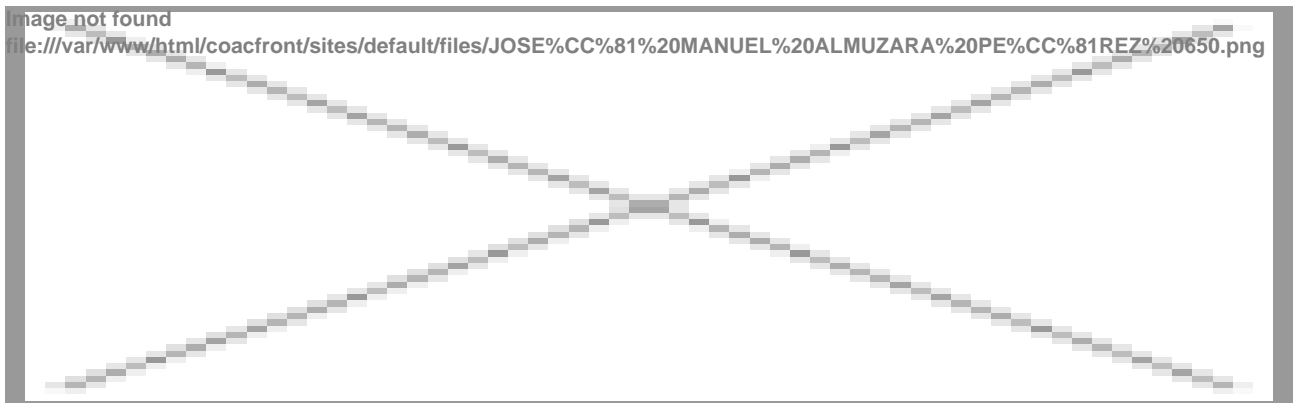 Image not found
file:///var/www/html/coacfront/sites/default/files/JOSE%CC%81%20MANUEL%20ALMUZARA%20PE%CC%81REZ%20650.png